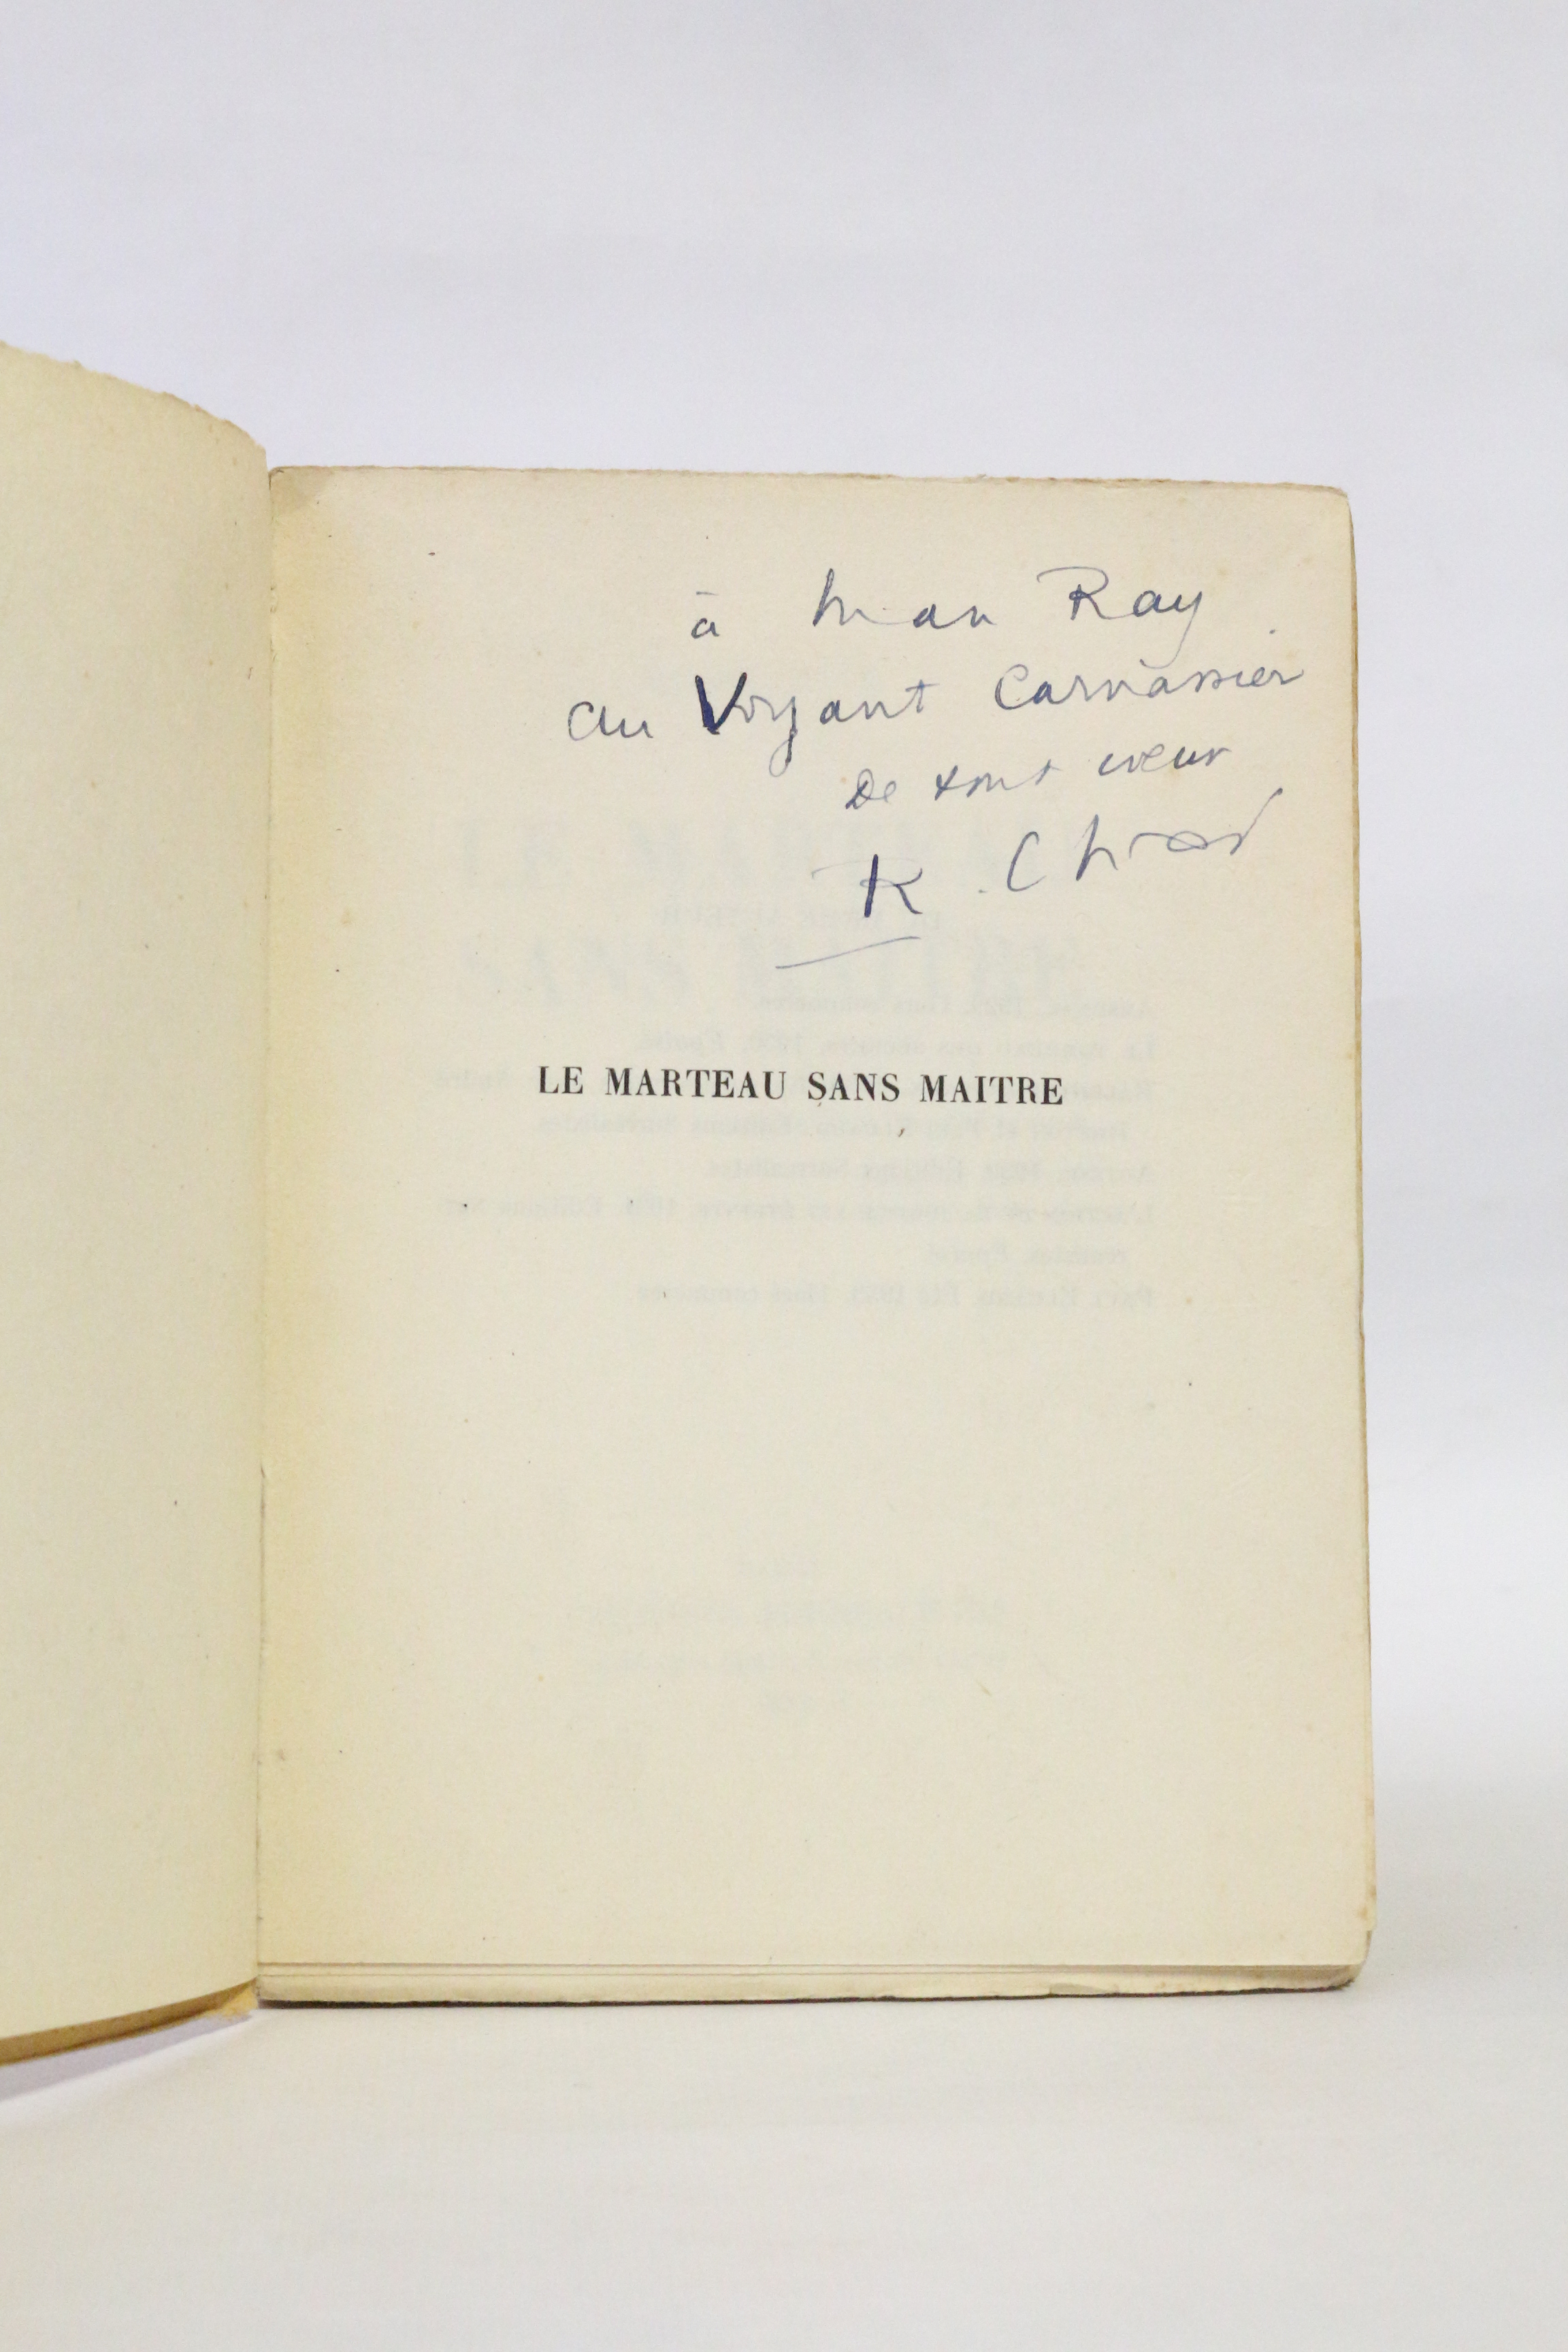 à Man Ray
au Voyant Carnassier
De tout cœur
R. Char
LE MARTEAU SANS MAITRE